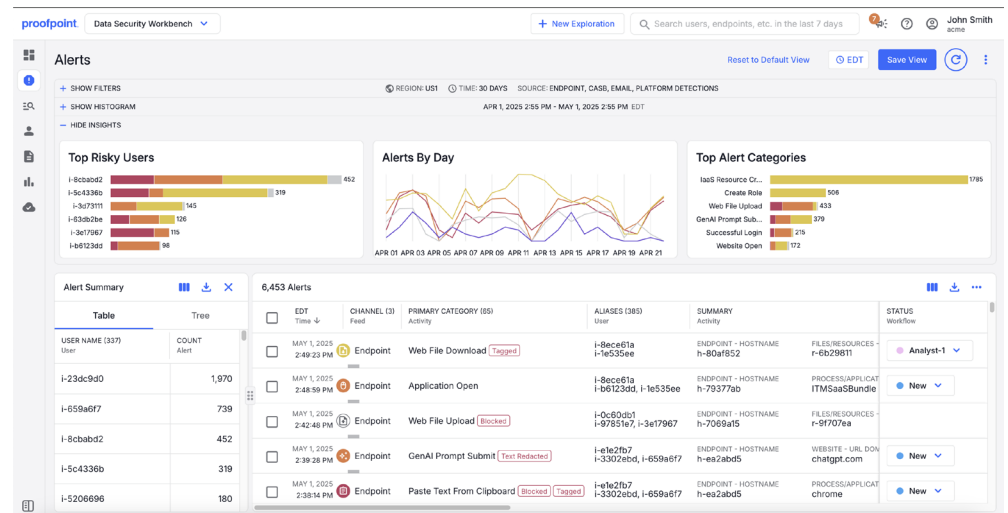 proofpoint. Data Security Workbench
+ New Exploration
Search users, endpoints, etc. in the last 7 days
7
John Smith
acme
Alerts
Reset to Default View
EDT
Save View
+ SHOW FILTERS
REGION: US1 TIME: 30 DAYS SOURCE: ENDPOINT, CASB, EMAIL, PLATFORM DETECTIONS
+ SHOW HISTOGRAM
APR 1, 2025 2:55 PM - MAY 1, 2025 2:55 PM EDT
− HIDE INSIGHTS
Top Risky Users
i-8cbabd2 452
i-5c4336b 319
i-3d73111 145
i-63db2be 126
i-3e17967 115
i-b6123dd 98
Alerts By Day
APR 01 APR 03 APR 05 APR 07 APR 09 APR 11 APR 13 APR 15 APR 17 APR 19 APR 21
Top Alert Categories
IaaS Resource Cr... 1785
Create Role 506
Web File Upload 433
GenAI Prompt Sub... 379
Successful Login 215
Website Open 172
Alert Summary
Table Tree
USER NAME (337) COUNT
User Alert
i-23dc9d0 1,970
i-659a6f7 739
i-8cbabd2 452
i-5c4336b 319
i-5206696 180
6,453 Alerts
EDT CHANNEL (3) PRIMARY CATEGORY (65) ALIASES (385) SUMMARY STATUS
Time Feed Activity User Activity Workflow
MAY 1, 2025 i-8ece61a ENDPOINT - HOSTNAME FILES/RESOURCES -
2:49:23 PM Endpoint Web File Download Tagged i-1e535ee h-80af852 r-6b29811 Analyst-1
MAY 1, 2025 i-8ece61a ENDPOINT - HOSTNAME PROCESS/APPLICAT
2:48:59 PM Endpoint Application Open i-b6123dd, i-1e535ee h-79377ab ITMSaaSBundle New
MAY 1, 2025 i-0c60db1 ENDPOINT - HOSTNAME FILES/RESOURCES -
2:42:48 PM Endpoint Web File Upload Blocked i-97851e7, i-3e17967 h-7069a15 r-9f707ea
MAY 1, 2025 i-e1e2fb7 ENDPOINT - HOSTNAME WEBSITE - URL DOM
2:39:28 PM Endpoint GenAI Prompt Submit Text Redacted i-3302ebd, i-659a6f7 h-ea2abd5 chatgpt.com New
MAY 1, 2025 i-e1e2fb7 ENDPOINT - HOSTNAME PROCESS/APPLICAT
2:38:14 PM Endpoint Paste Text From Clipboard Blocked Tagged i-3302ebd, i-659a6f7 h-ea2abd5 chrome New